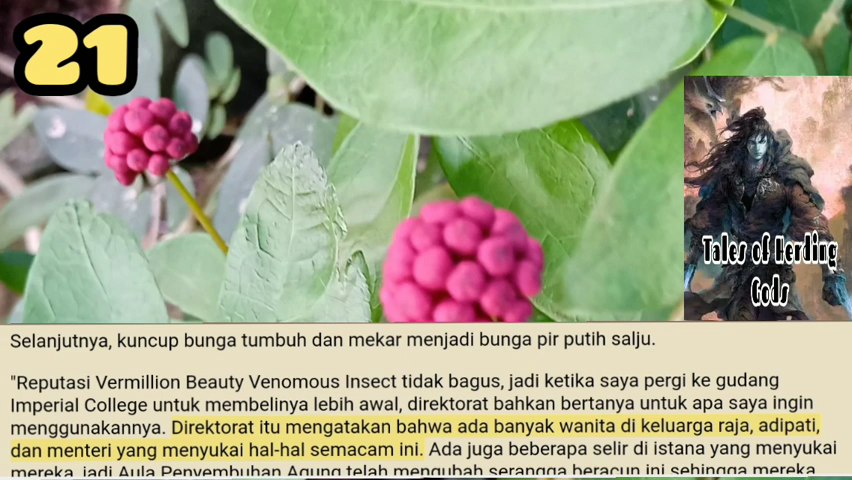 21
Tales of Herding
Gods
Selanjutnya, kuncup bunga tumbuh dan mekar menjadi bunga pir putih salju.
"Reputasi Vermillion Beauty Venomous Insect tidak bagus, jadi ketika saya pergi ke gudang
Imperial College untuk membelinya lebih awal, direktorat bahkan bertanya untuk apa saya ingin
menggunakannya. Direktorat itu mengatakan bahwa ada banyak wanita di keluarga raja, adipati,
dan menteri yang menyukai hal-hal semacam ini. Ada juga beberapa selir di istana yang menyukai
mereka, jadi Aula Penyembuhan Agung telah mengubah serangga beracun ini sehingga mereka